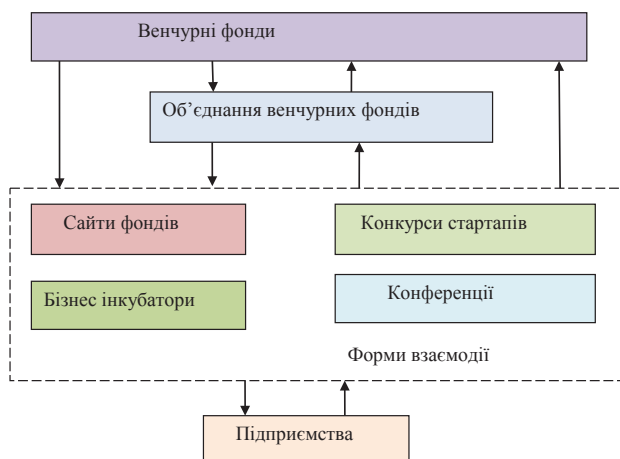 Венчурні фонди
Об’єднання венчурних фондів
Сайти фондів
Конкурси стартапів
Бізнес інкубатори
Конференції
Форми взаємодії
Підприємства